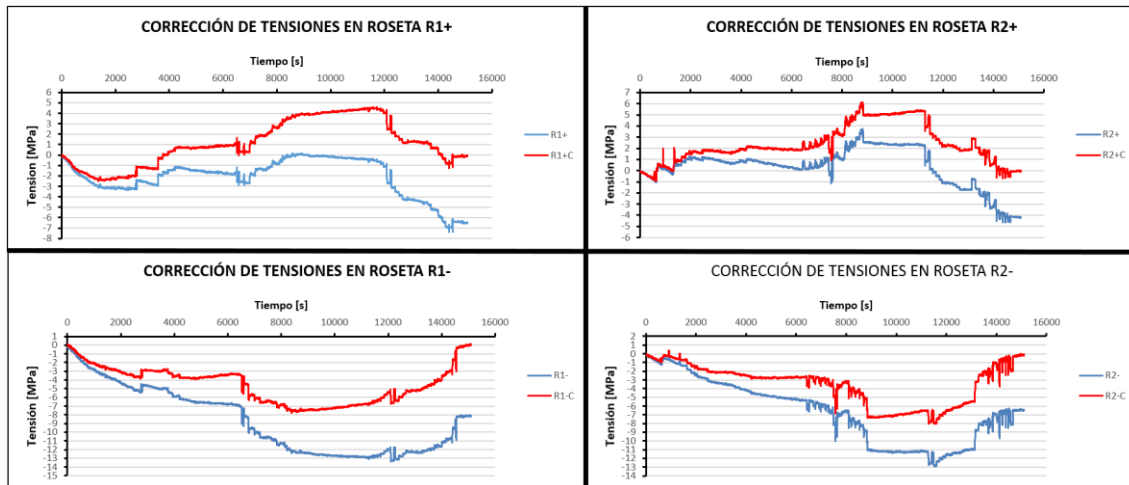 CORRECCIÓN DE TENSIONES EN ROSETA R1+
Tiempo [s]
0 2000 4000 6000 8000 10000 12000 14000 16000
6
5
4
3
2
1
0
-1
-2
-3
-4
-5
-6
-7
-8
Tensión [MPa]
R1+
R1+C
CORRECCIÓN DE TENSIONES EN ROSETA R2+
Tiempo [s]
0 2000 4000 6000 8000 10000 12000 14000 16000
7
6
5
4
3
2
1
0
-1
-2
-3
-4
-5
-6
Tensión [MPa]
R2+
R2+C
CORRECCIÓN DE TENSIONES EN ROSETA R1-
Tiempo [s]
0 2000 4000 6000 8000 10000 12000 14000 16000
1
0
-1
-2
-3
-4
-5
-6
-7
-8
-9
-10
-11
-12
-13
-14
-15
Tensión [MPa]
R1-
R1-C
CORRECCIÓN DE TENSIONES EN ROSETA R2-
Tiempo [s]
0 2000 4000 6000 8000 10000 12000 14000 16000
2
1
0
-1
-2
-3
-4
-5
-6
-7
-8
-9
-10
-11
-12
-13
-14
Tensión [MPa]
R2-
R2-C